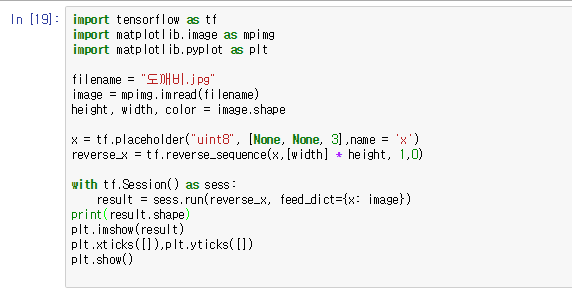 In [19]:
import tensorflow as tf
import matplotlib.image as mpimg
import matplotlib.pyplot as plt
filename = "도깨비.jpg"
image = mpimg.imread(filename)
height, width, color = image.shape
x = tf.placeholder("uint8", [None, None, 3],name = 'x')
reverse_x = tf.reverse_sequence(x,[width] * height, 1,0)
with tf.Session() as sess:
    result = sess.run(reverse_x, feed_dict={x: image})
print(result.shape)
plt.imshow(result)
plt.xticks([]),plt.yticks([])
plt.show()